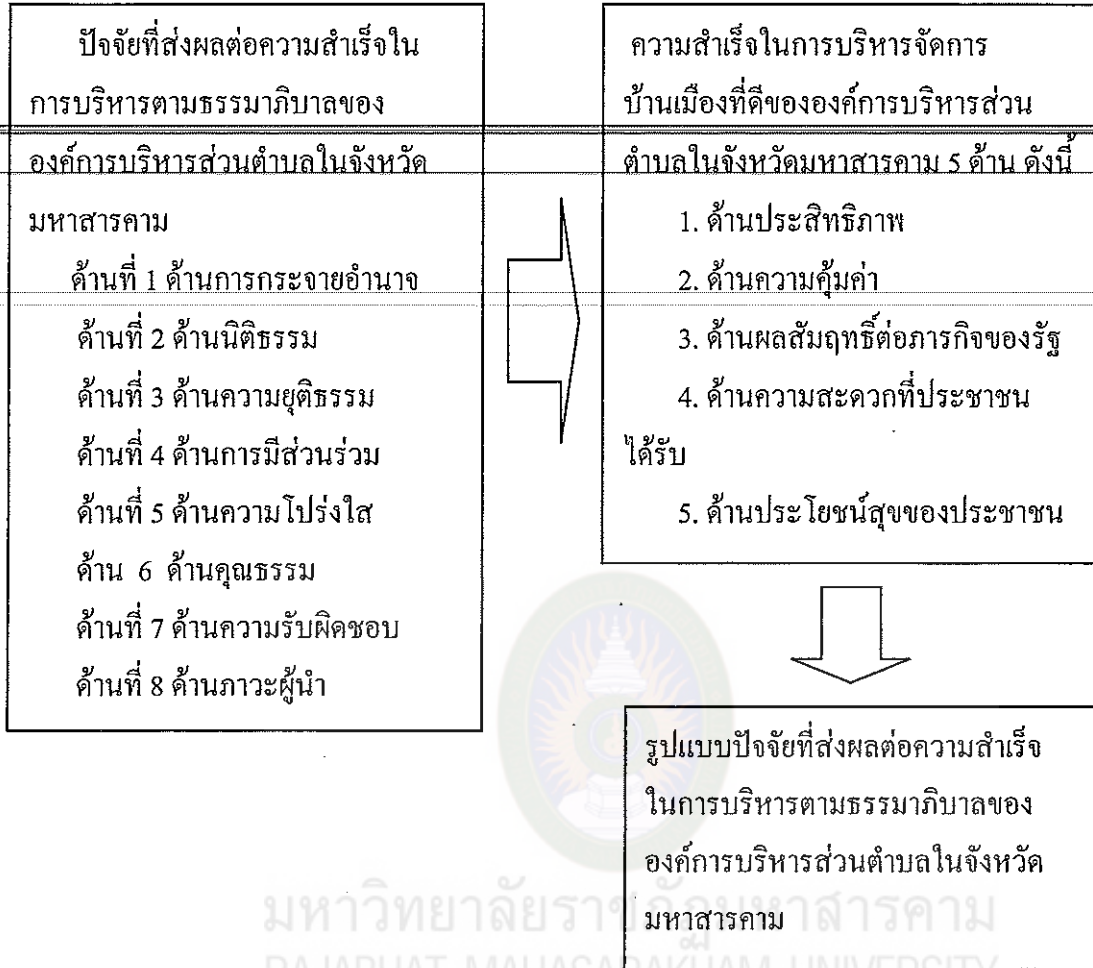 ปัจจัยที่ส่งผลต่อความสำเร็จใน
การบริหารตามธรรมาภิบาลของ
องค์การบริหารส่วนตำบลในจังหวัด
มหาสารคาม
ด้านที่ 1 ด้านการกระจายอำนาจ
ด้านที่ 2 ด้านนิติธรรม
ด้านที่ 3 ด้านความยุติธรรม
ด้านที่ 4 ด้านการมีส่วนร่วม
ด้านที่ 5 ด้านความโปร่งใส
ด้าน 6 ด้านคุณธรรม
ด้านที่ 7 ด้านความรับผิดชอบ
ด้านที่ 8 ด้านภาวะผู้นำ
ความสำเร็จในการบริหารจัดการ
บ้านเมืองที่ดีขององค์การบริหารส่วน
ตำบลในจังหวัดมหาสารคาม 5 ด้าน ดังนี้
1. ด้านประสิทธิภาพ
2. ด้านความคุ้มค่า
3. ด้านผลสัมฤทธิ์ต่อภารกิจของรัฐ
4. ด้านความสะดวกที่ประชาชน
ได้รับ
5. ด้านประโยชน์สุขของประชาชน
รูปแบบปัจจัยที่ส่งผลต่อความสำเร็จ
ในการบริหารตามธรรมาภิบาลของ
องค์การบริหารส่วนตำบลในจังหวัด
มหาสารคาม
มหาวิทยาลัยราชภัฏมหาสารคาม
RAJABHAT MAHASARAKHAM UNIVERSITY